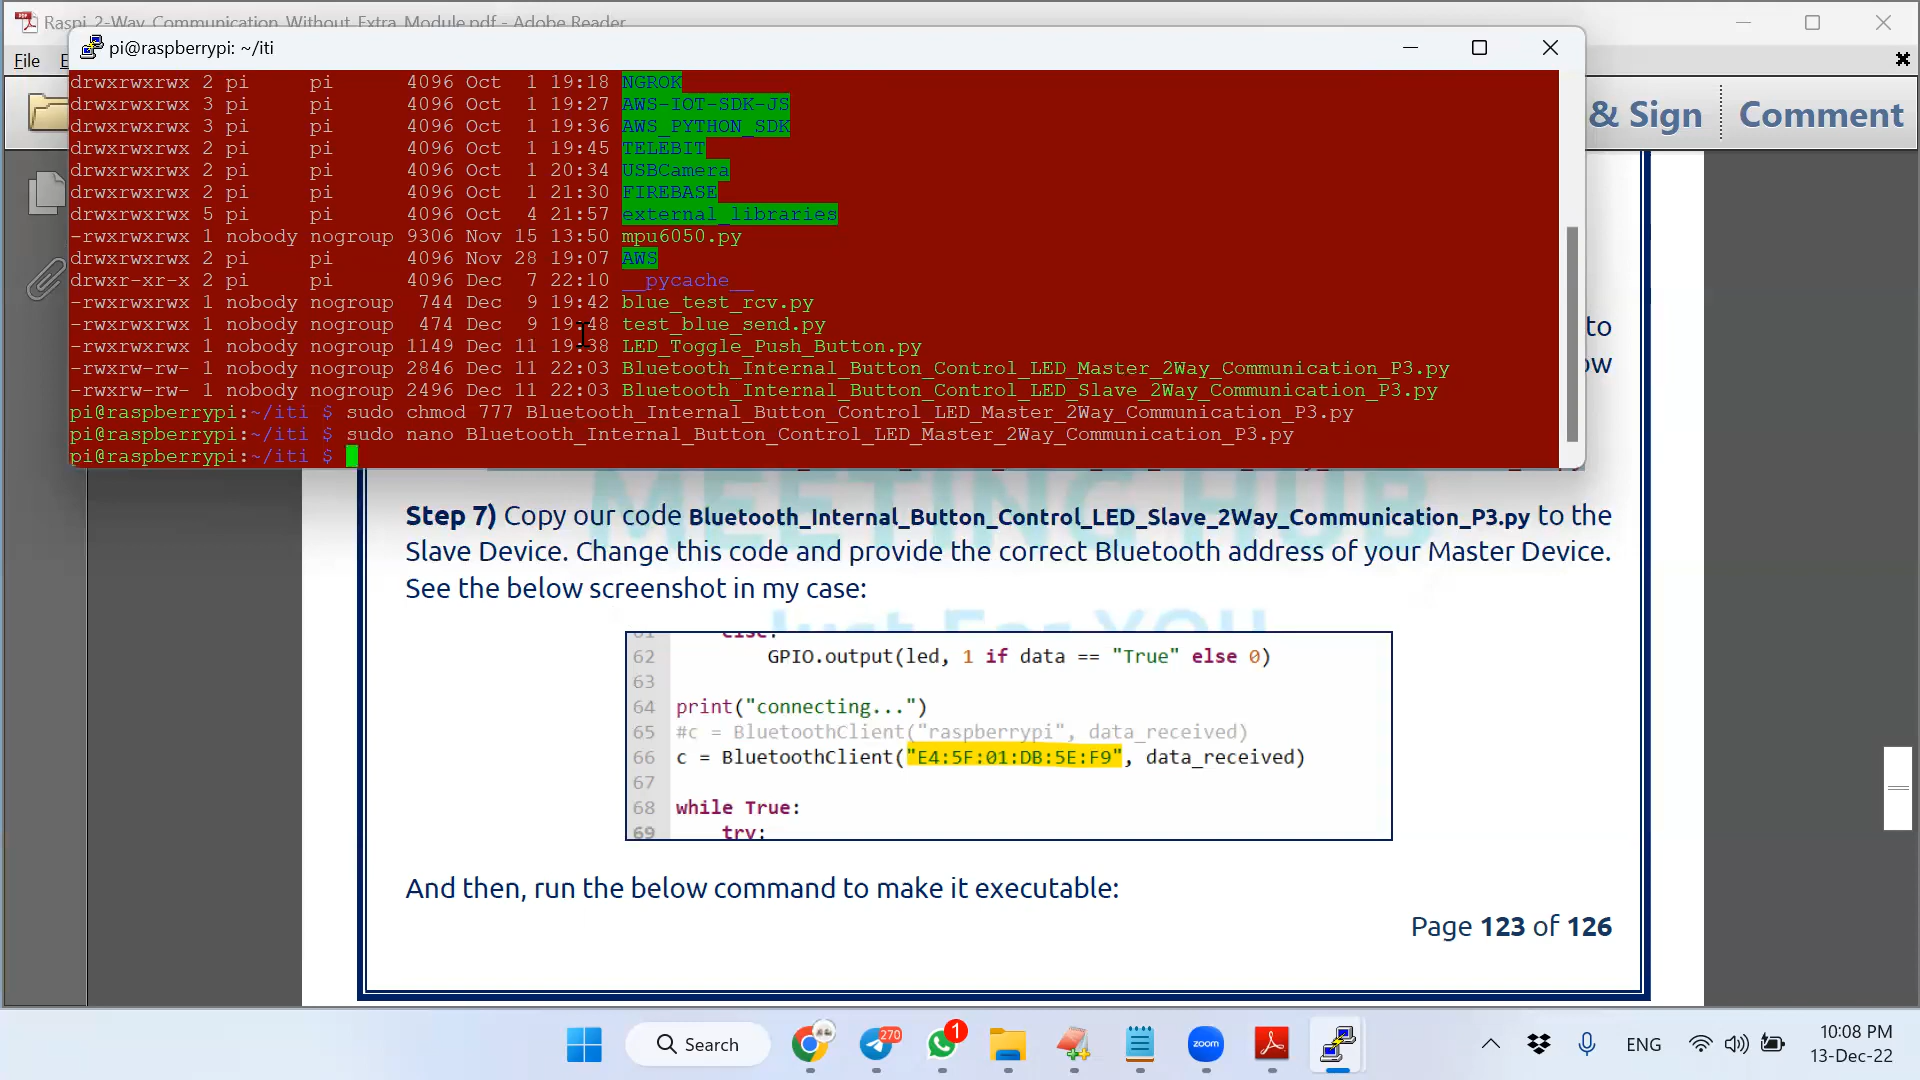 Raspi_2-Way_Communication_Without_Extra_Module.pdf - Adobe Reader
pi@raspberrypi: ~/iti
File E
& Sign Comment
drwxrwxrwx 2 pi pi 4096 Oct 1 19:18 NGROK
drwxrwxrwx 3 pi pi 4096 Oct 1 19:27 AWS-IOT-SDK-JS
drwxrwxrwx 3 pi pi 4096 Oct 1 19:36 AWS_PYTHON_SDK
drwxrwxrwx 2 pi pi 4096 Oct 1 19:45 TELEBIT
drwxrwxrwx 2 pi pi 4096 Oct 1 20:34 USBCamera
drwxrwxrwx 2 pi pi 4096 Oct 1 21:30 FIREBASE
drwxrwxrwx 5 pi pi 4096 Oct 4 21:57 external_libraries
-rwxrwxrwx 1 nobody nogroup 9306 Nov 15 13:50 mpu6050.py
drwxrwxrwx 2 pi pi 4096 Nov 28 19:07 AWS
drwxr-xr-x 2 pi pi 4096 Dec 7 22:10 __pycache__
-rwxrwxrwx 1 nobody nogroup 744 Dec 9 19:42 blue_test_rcv.py
-rwxrwxrwx 1 nobody nogroup 474 Dec 9 19:48 test_blue_send.py
-rwxrwxrwx 1 nobody nogroup 1149 Dec 11 19:38 LED_Toggle_Push_Button.py
-rwxrw-rw- 1 nobody nogroup 2846 Dec 11 22:03 Bluetooth_Internal_Button_Control_LED_Master_2Way_Communication_P3.py
-rwxrw-rw- 1 nobody nogroup 2496 Dec 11 22:03 Bluetooth_Internal_Button_Control_LED_Slave_2Way_Communication_P3.py
pi@raspberrypi:~/iti $ sudo chmod 777 Bluetooth_Internal_Button_Control_LED_Master_2Way_Communication_P3.py
pi@raspberrypi:~/iti $ sudo nano Bluetooth_Internal_Button_Control_LED_Master_2Way_Communication_P3.py
pi@raspberrypi:~/iti $
to
ow
MEETING HUB
Step 7) Copy our code Bluetooth_Internal_Button_Control_LED_Slave_2Way_Communication_P3.py to the
Slave Device. Change this code and provide the correct Bluetooth address of your Master Device.
See the below screenshot in my case:
Just For YOU
61 else:
62 GPIO.output(led, 1 if data == "True" else 0)
63
64 print("connecting...")
65 #c = BluetoothClient("raspberrypi", data_received)
66 c = BluetoothClient("E4:5F:01:DB:5E:F9", data_received)
67
68 while True:
69 try:
And then, run the below command to make it executable:
Page 123 of 126
Search
270
1
zoom
ENG
10:08 PM
13-Dec-22